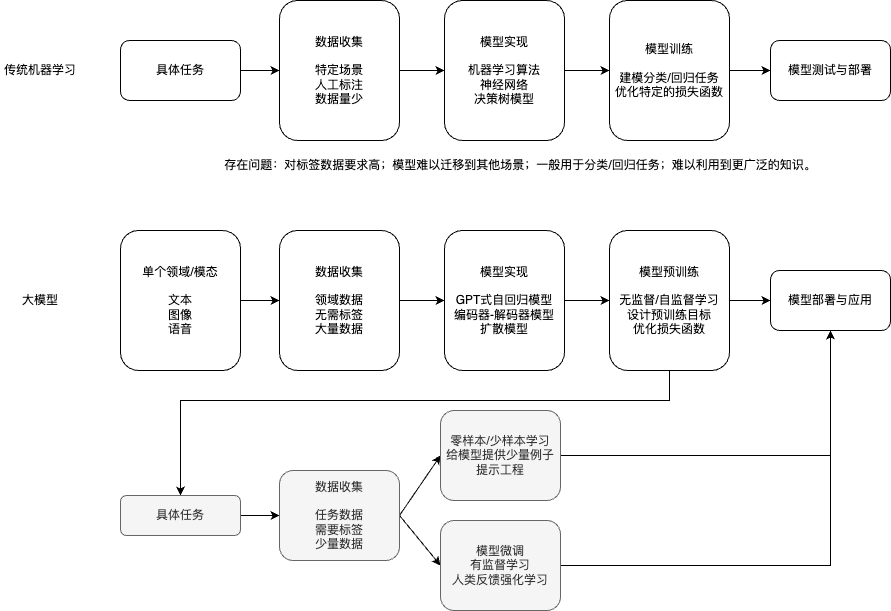 传统机器学习
具体任务
数据收集
特定场景
人工标注
数据量少
模型实现
机器学习算法
神经网络
决策树模型
模型训练
建模分类/回归任务
优化特定的损失函数
模型测试与部署
存在问题：对标签数据要求高；模型难以迁移到其他场景；一般用于分类/回归任务；难以利用到更广泛的知识。
大模型
单个领域/模态
文本
图像
语音
数据收集
领域数据
无需标签
大量数据
模型实现
GPT式自回归模型
编码器-解码器模型
扩散模型
模型预训练
无监督/自监督学习
设计预训练目标
优化损失函数
模型部署与应用
具体任务
数据收集
任务数据
需要标签
少量数据
零样本/少样本学习
给模型提供少量例子
提示工程
模型微调
有监督学习
人类反馈强化学习